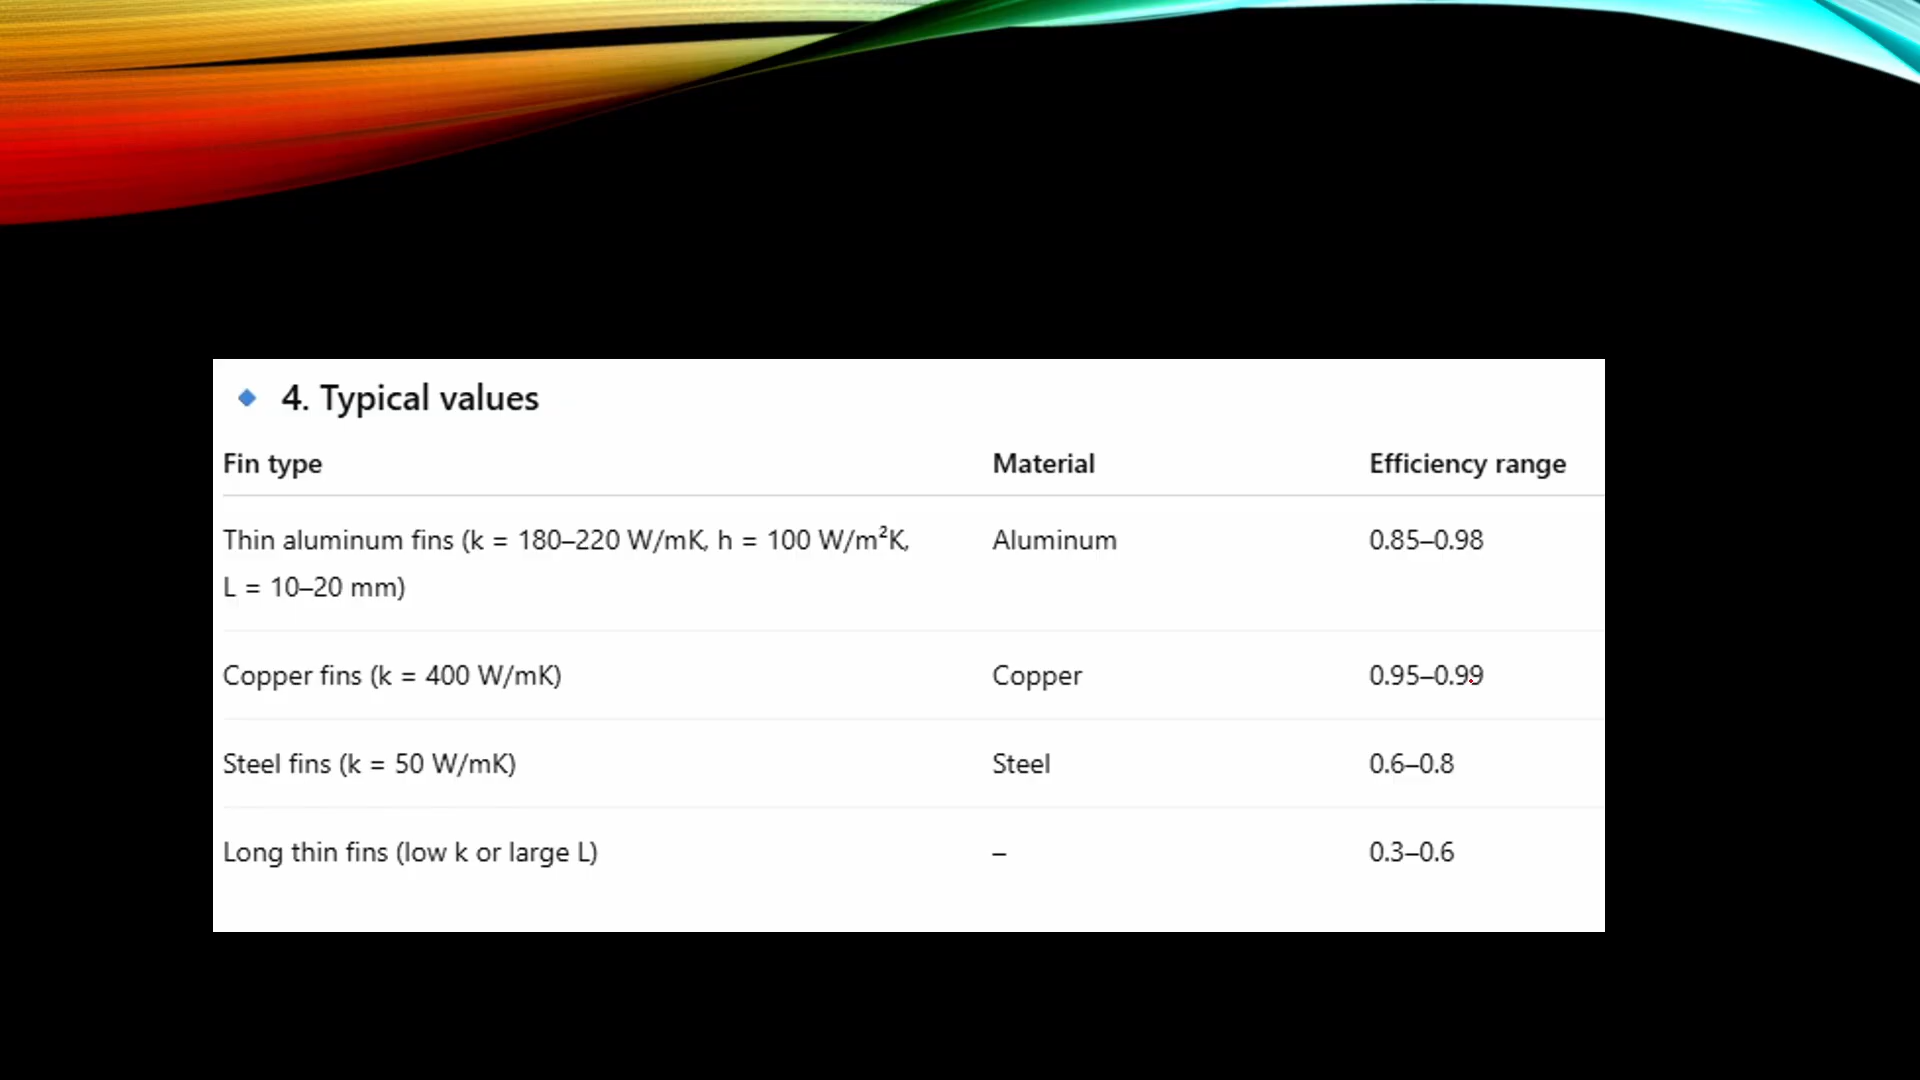 4. Typical values
Fin type Material Efficiency range
Thin aluminum fins (k = 180–220 W/mK, h = 100 W/m²K, Aluminum 0.85–0.98
L = 10–20 mm)
Copper fins (k = 400 W/mK) Copper 0.95–0.99
Steel fins (k = 50 W/mK) Steel 0.6–0.8
Long thin fins (low k or large L) – 0.3–0.6